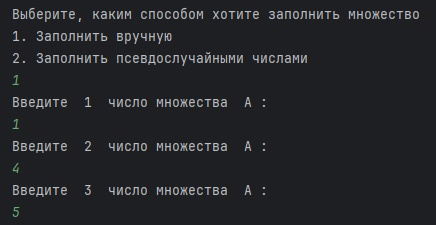 Выберите, каким способом хотите заполнить множество
1. Заполнить вручную
2. Заполнить псевдослучайными числами
1
Введите  1  число множества  A :
1
Введите  2  число множества  A :
4
Введите  3  число множества  A :
5